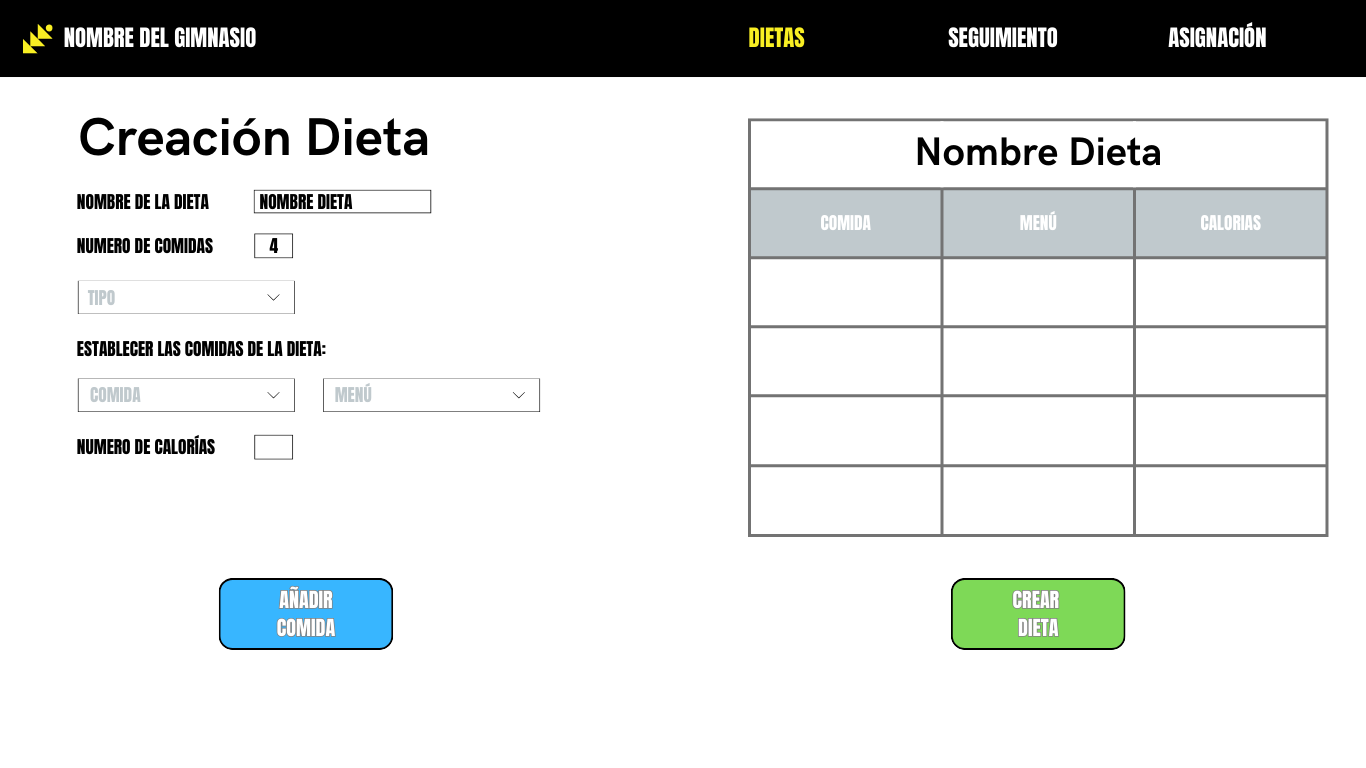 NOMBRE DEL GIMNASIO
DIETAS
SEGUIMIENTO
ASIGNACIÓN
Creación Dieta
NOMBRE DE LA DIETA
NOMBRE DIETA
NUMERO DE COMIDAS
4
TIPO
ESTABLECER LAS COMIDAS DE LA DIETA:
COMIDA
MENÚ
NUMERO DE CALORÍAS
AÑADIR
COMIDA
Nombre Dieta
COMIDA
MENÚ
CALORIAS
CREAR
DIETA